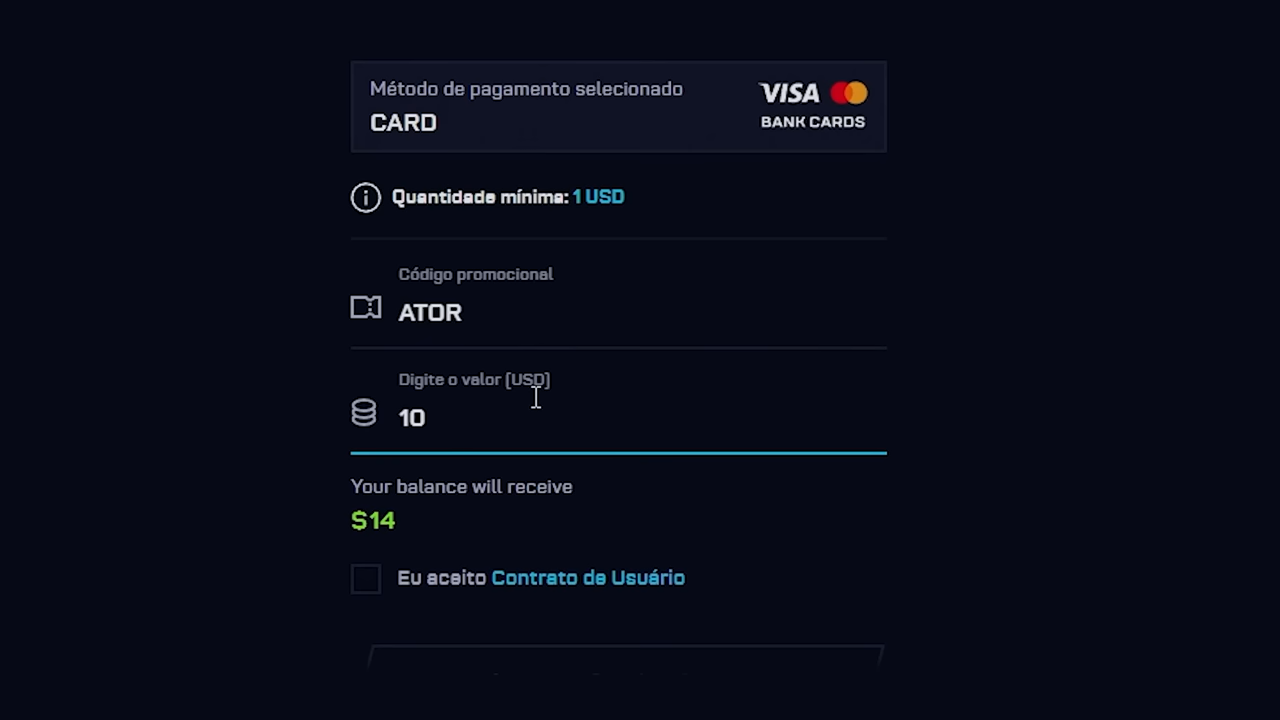 Método de pagamento selecionado
CARD
VISA
BANK CARDS
Quantidade mínima: 1 USD
Código promocional
ATOR
Digite o valor (USD)
10
Your balance will receive
$14
Eu aceito Contrato de Usuário